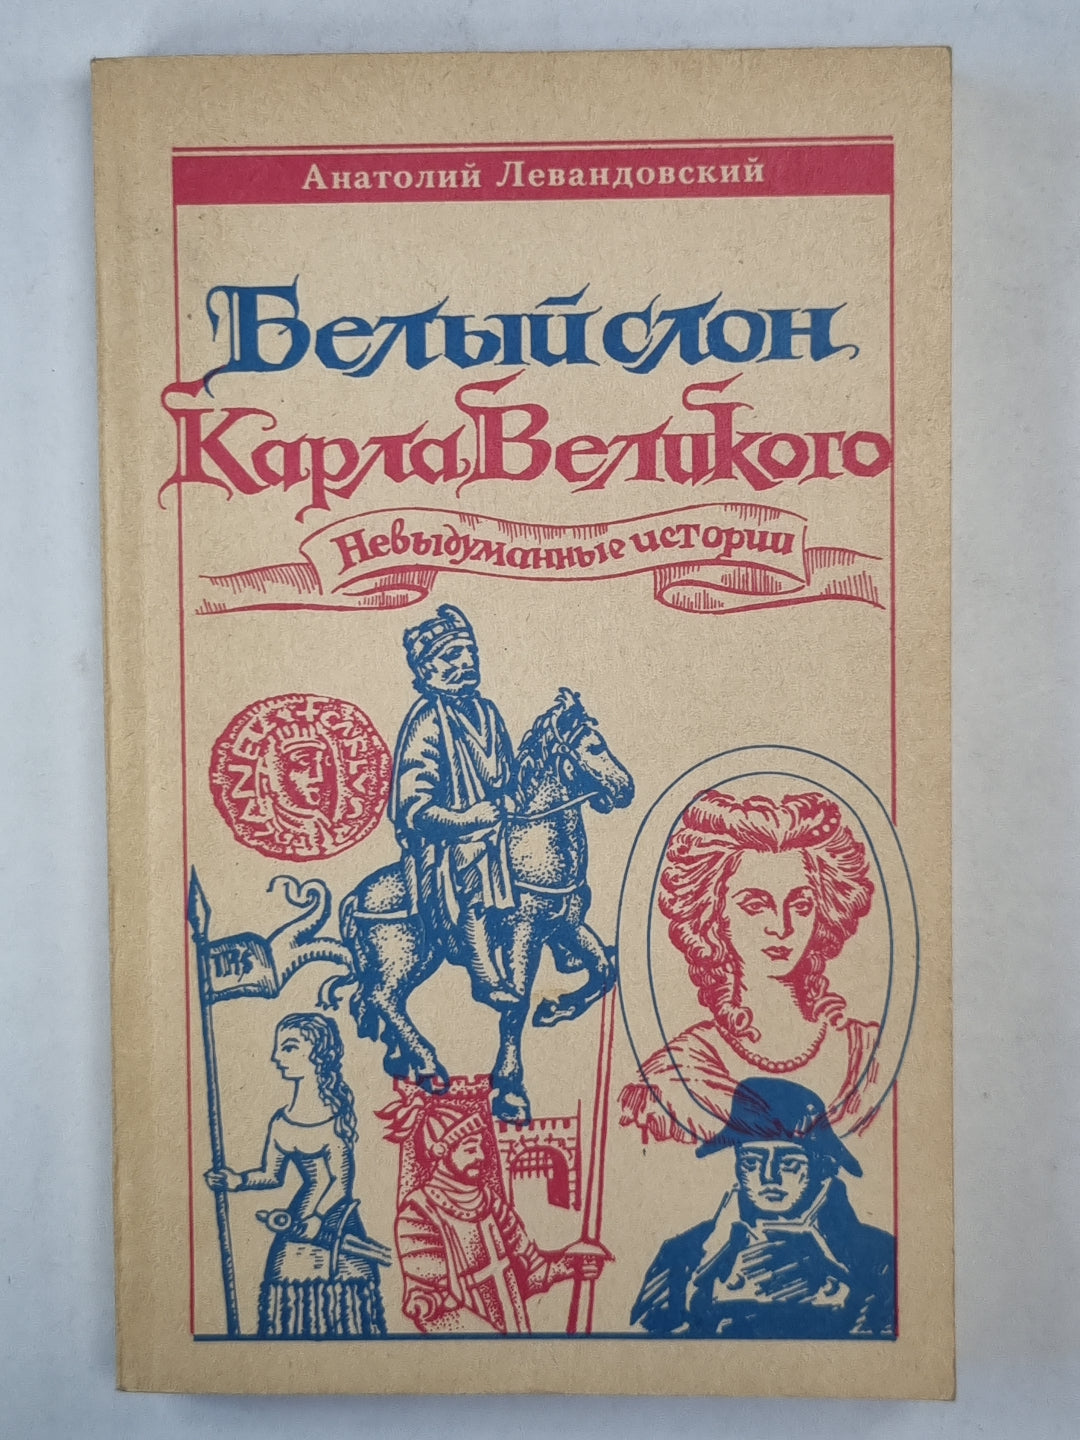 Анатолий Левандовский
Белый слон
Карла Великого
Невыдуманные истории